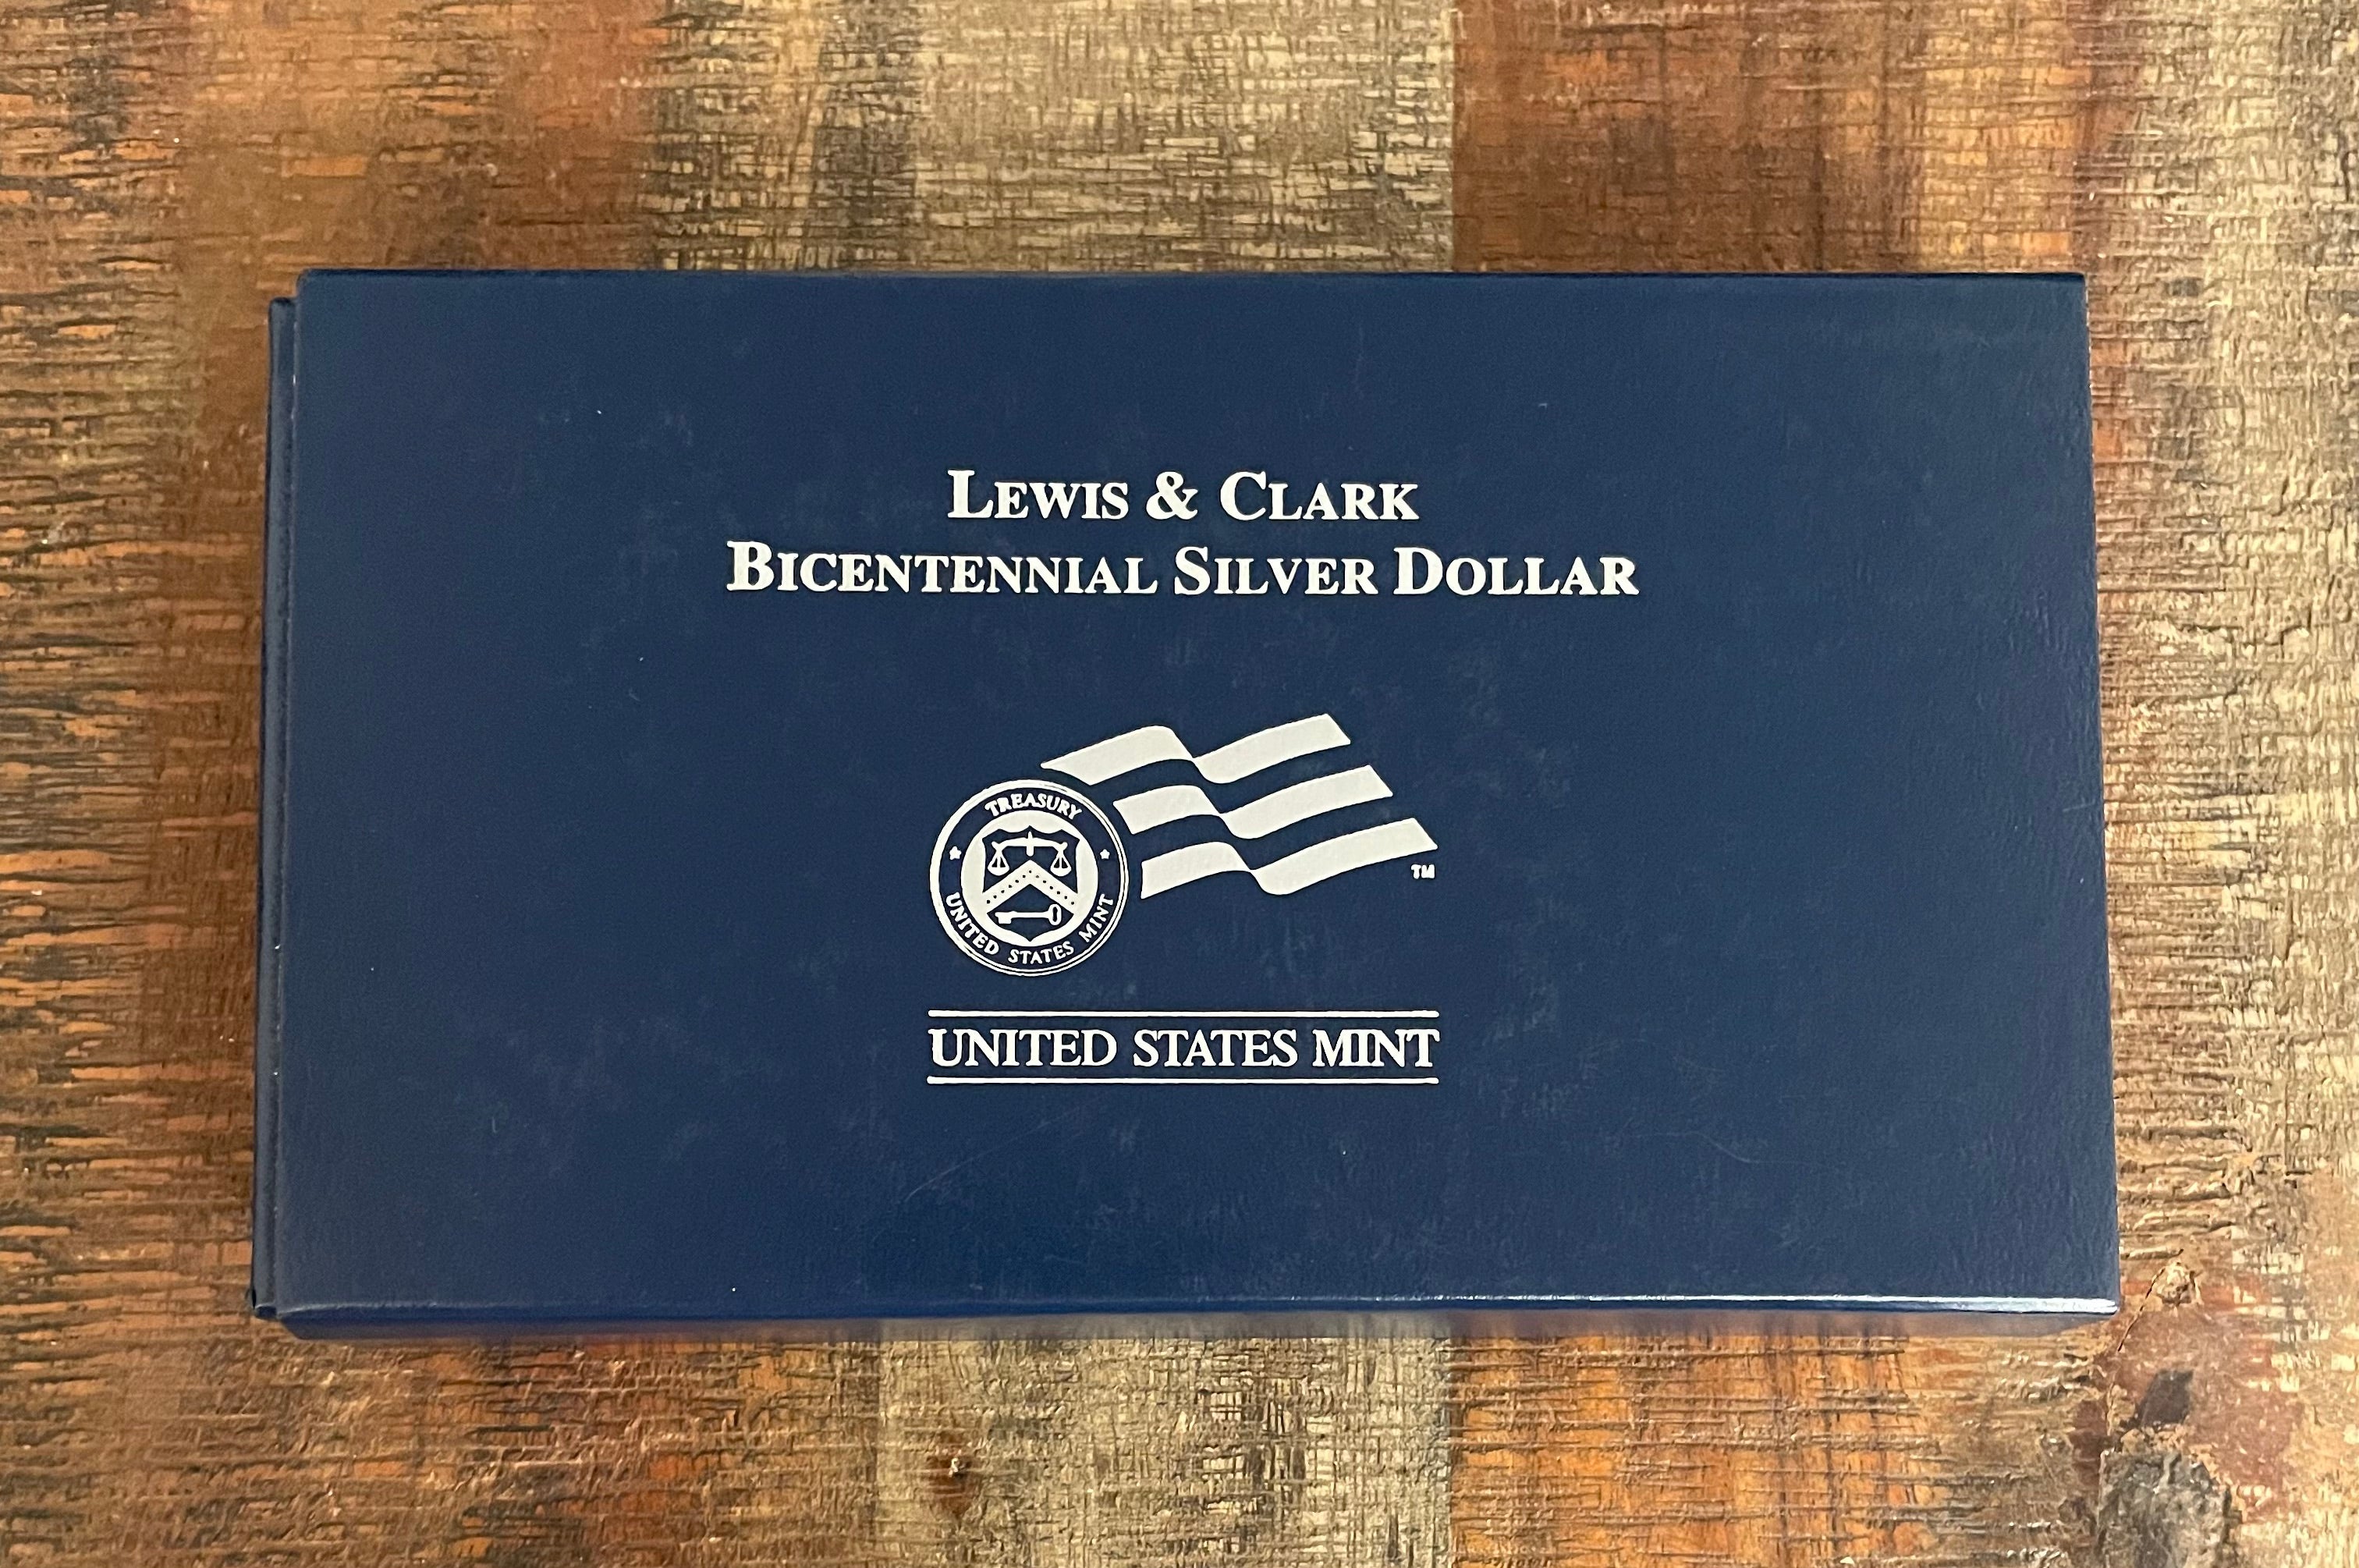 LEWIS & CLARK
BICENTENNIAL SILVER DOLLAR
TREASURY
UNITED STATES MINT
TM
UNITED STATES MINT